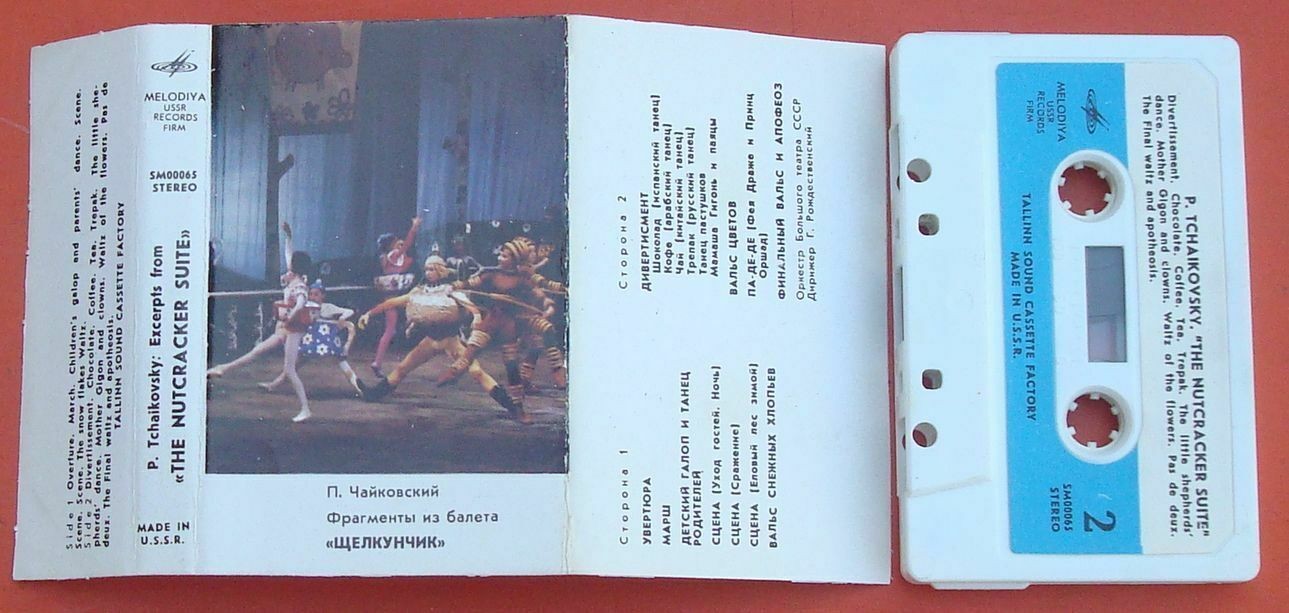 Side 1 Overture. March. Children's galop and parents' dance. Scene.
Scene. Scene. The snow flakes Waltz.
Side 2 Divertissement. Chocolate. Coffee. Tea. Trepak. The little she-
pherds' dance. Mother Gigon and clowns. Waltz of the flowers. Pas de
deux. The Final waltz and apotheosis.
TALLINN SOUND CASSETTE FACTORY
MELODIYA
USSR
RECORDS
FIRM
SM00065
STEREO
P. Tchaikovsky: Excerpts from
«THE NUTCRACKER SUITE»
MADE IN
U.S.S.R.
П. Чайковский
Фрагменты из балета
«ЩЕЛКУНЧИК»
Сторона 1
УВЕРТЮРА
МАРШ
ДЕТСКИЙ ГАЛОП И ТАНЕЦ
РОДИТЕЛЕЙ
СЦЕНА (Уход гостей. Ночь)
СЦЕНА (Сражение)
СЦЕНА (Еловый лес зимой)
ВАЛЬС СНЕЖНЫХ ХЛОПЬЕВ
Сторона 2
ДИВЕРТИСМЕНТ
Шоколад (испанский танец)
Кофе (арабский танец)
Чай (китайский танец)
Трепак (русский танец)
Танец пастушков
Мамаша Гигонь и паяцы
ВАЛЬС ЦВЕТОВ
ПА-ДЕ-ДЕ (Фея Драже и Принц
Оршад)
ФИНАЛЬНЫЙ ВАЛЬС И АПОФЕОЗ
Оркестр Большого театра СССР
Дирижер Г. Рождественский
P. TCHAIKOVSKY. "THE NUTCRACKER SUITE"
Divertissement. Chocolate. Coffee. Tea. Trepak. The little shepherds'
dance. Mother Gigon and clowns. Waltz of the flowers. Pas de deux.
The Final waltz and apotheosis.
MELODIYA
USSR
RECORDS
FIRM
TALLINN SOUND CASSETTE FACTORY
MADE IN U.S.S.R.
SM00065
STEREO
2